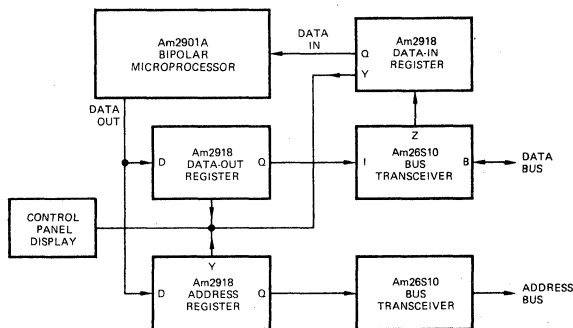 Am2901A
BIPOLAR
MICROPROCESSOR
DATA
IN
Q
Y
Am2918
DATA-IN
REGISTER
DATA
OUT
D
Am2918
DATA-OUT
REGISTER
Q
Z
I
Am26S10
BUS
TRANSCEIVER
B
DATA
BUS
CONTROL
PANEL
DISPLAY
Y
D
Am2918
ADDRESS
REGISTER
Q
Am26S10
BUS
TRANSCEIVER
ADDRESS
BUS